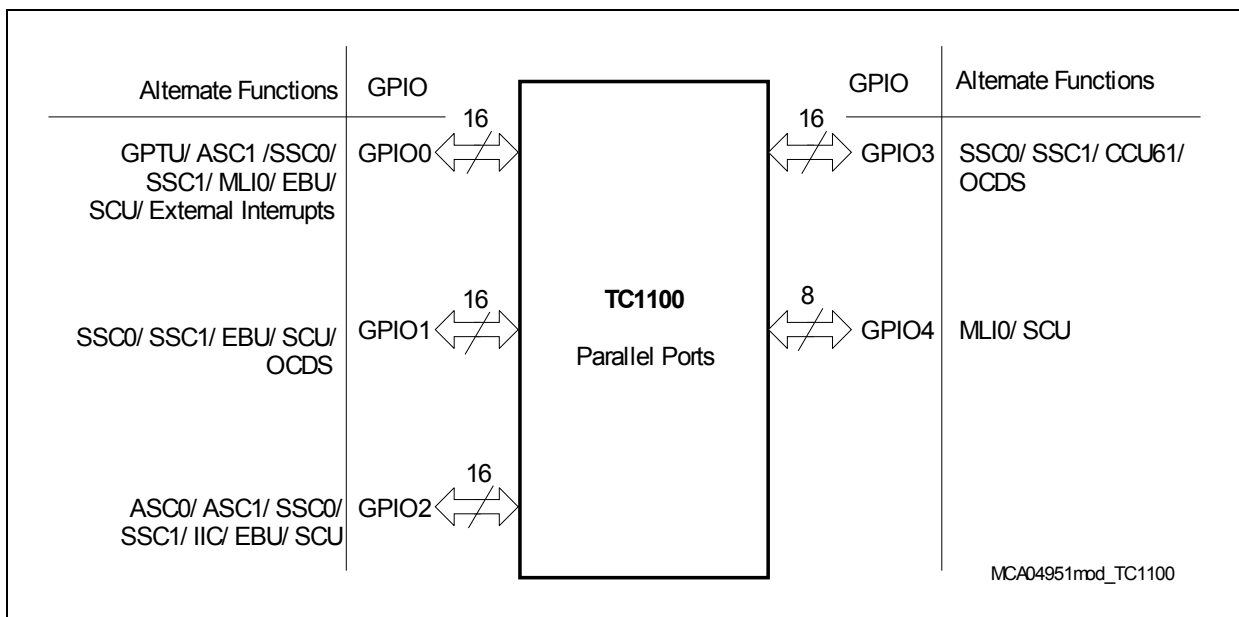 Alternate Functions GPIO
16
GPTU/ ASC1 /SSC0/ GPIO0
SSC1/ MLI0/ EBU/
SCU/ External Interrupts
16
SSC0/ SSC1/ EBU/ SCU/ GPIO1
OCDS
16
ASC0/ ASC1/ SSC0/ GPIO2
SSC1/ IIC/ EBU/ SCU
TC1100
Parallel Ports
GPIO Alternate Functions
16
GPIO3 SSC0/ SSC1/ CCU61/
OCDS
8
GPIO4 MLI0/ SCU
MCA04951mod_TC1100